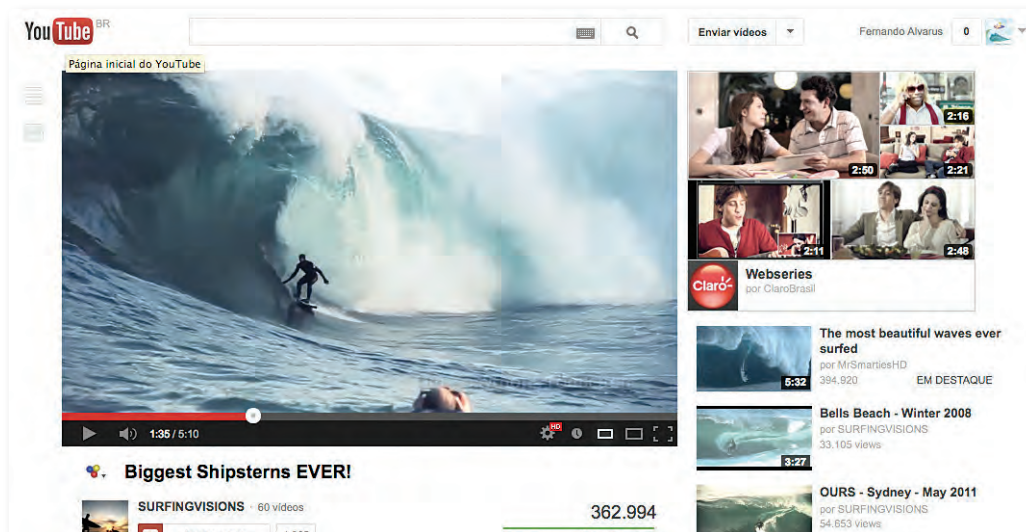 YouTube BR
Enviar vídeos
Fernando Alvarus
0
Página inicial do YouTube
2:16
2:50
2:21
2:11
2:48
Claro
Webseries
por ClaroBrasil
1:35 / 5:10
HD
Biggest Shipsterns EVER!
SURFINGVISIONS · 60 vídeos
362.994
The most beautiful waves ever
surfed
por MrSmartiesHD
5:32
394.920
EM DESTAQUE
Bells Beach - Winter 2008
por SURFINGVISIONS
33.105 views
3:27
OURS - Sydney - May 2011
por SURFINGVISIONS
54.653 views